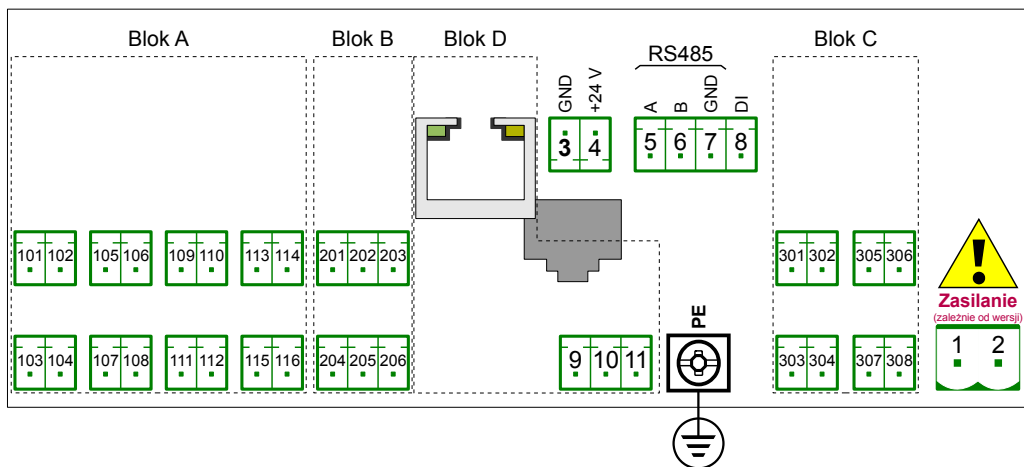 Blok A Blok B Blok D Blok C
RS485
GND +24 V A B GND DI
3 4 5 6 7 8
101 102 105 106 109 110 113 114 201 202 203 301 302 305 306
Zasilanie
(zależnie od wersji)
PE
103 104 107 108 111 112 115 116 204 205 206 9 10 11 303 304 307 308 1 2